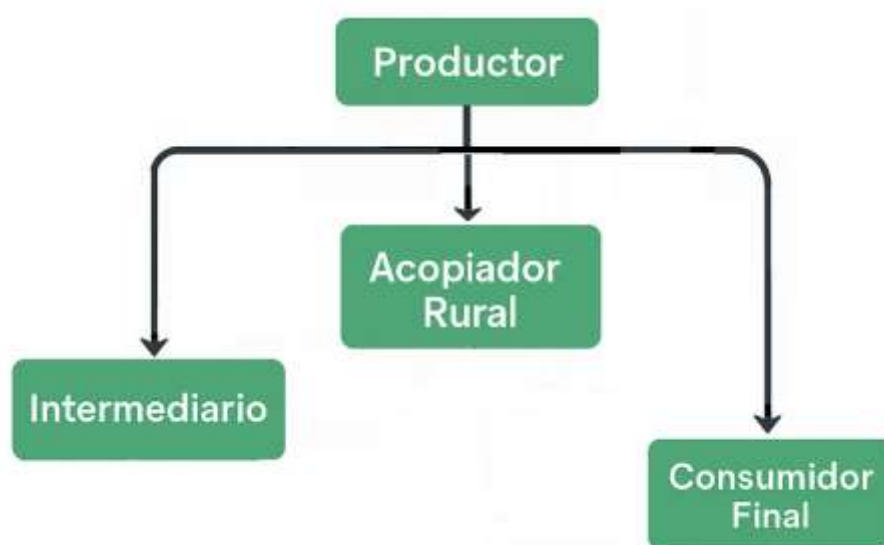 Productor
Acopiador
Rural
Intermediario
Consumidor
Final